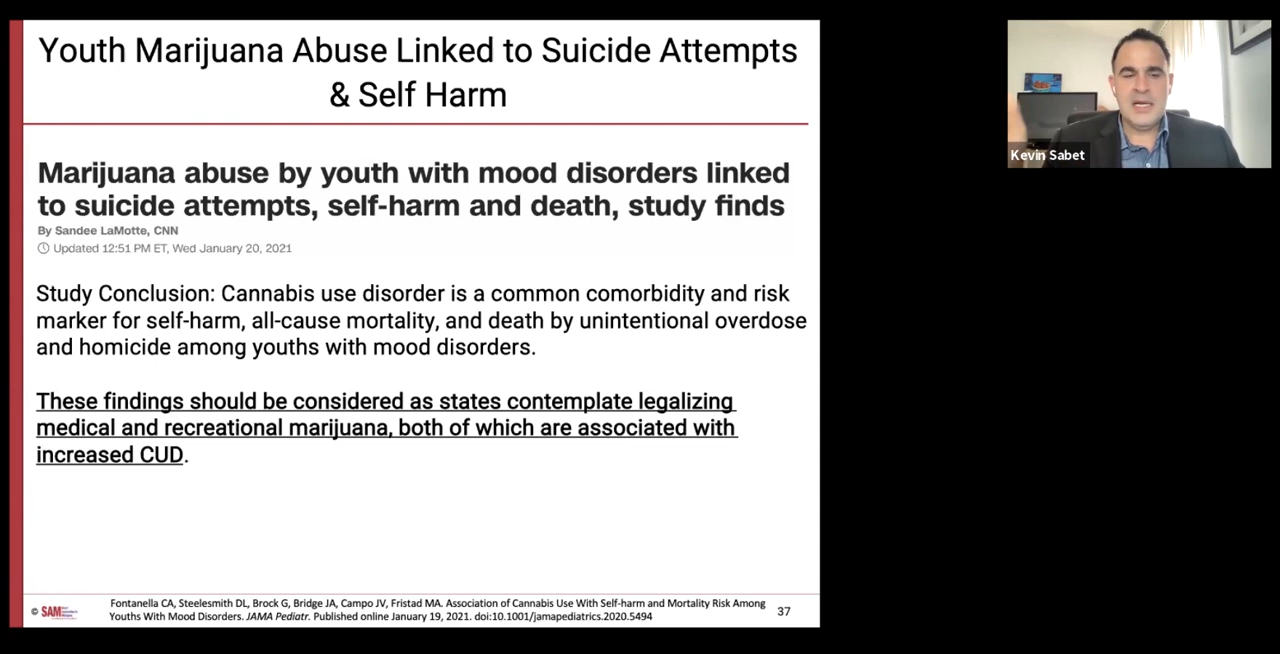 Youth Marijuana Abuse Linked to Suicide Attempts
& Self Harm
Marijuana abuse by youth with mood disorders linked
to suicide attempts, self-harm and death, study finds
By Sandee LaMotte, CNN
Updated 12:51 PM ET, Wed January 20, 2021
Study Conclusion: Cannabis use disorder is a common comorbidity and risk
marker for self-harm, all-cause mortality, and death by unintentional overdose
and homicide among youths with mood disorders.
These findings should be considered as states contemplate legalizing
medical and recreational marijuana, both of which are associated with
increased CUD.
© SAM
Fontanella CA, Steelesmith DL, Brock G, Bridge JA, Campo JV, Fristad MA. Association of Cannabis Use With Self-harm and Mortality Risk Among
Youths With Mood Disorders. JAMA Pediatr. Published online January 19, 2021. doi:10.1001/jamapediatrics.2020.5494
37
Kevin Sabet